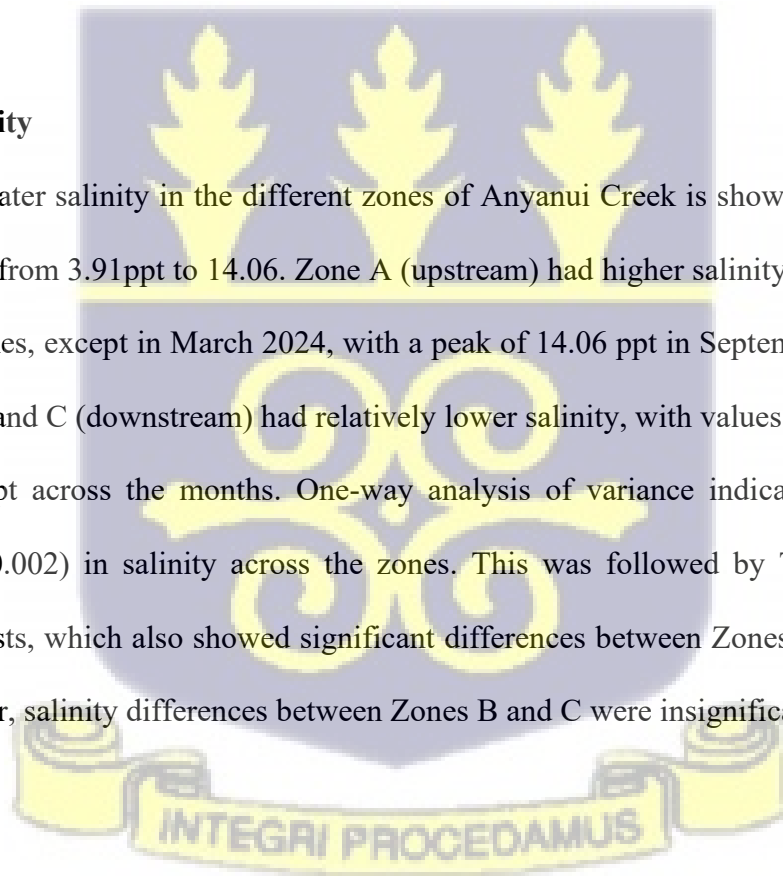 ity
ater salinity in the different zones of Anyanui Creek is show
from 3.91ppt to 14.06. Zone A (upstream) had higher salinity
es, except in March 2024, with a peak of 14.06 ppt in Septen
and C (downstream) had relatively lower salinity, with values
ot across the months. One-way analysis of variance indica
0.002) in salinity across the zones. This was followed by T
sts, which also showed significant differences between Zones
r, salinity differences between Zones B and C were insignifica
INTEGRI PROCEDAMUS